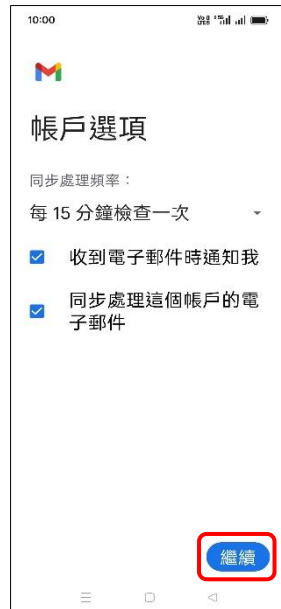 10:00
帳戶選項
同步處理頻率：
每 15 分鐘檢查一次
收到電子郵件時通知我
同步處理這個帳戶的電
子郵件
繼續